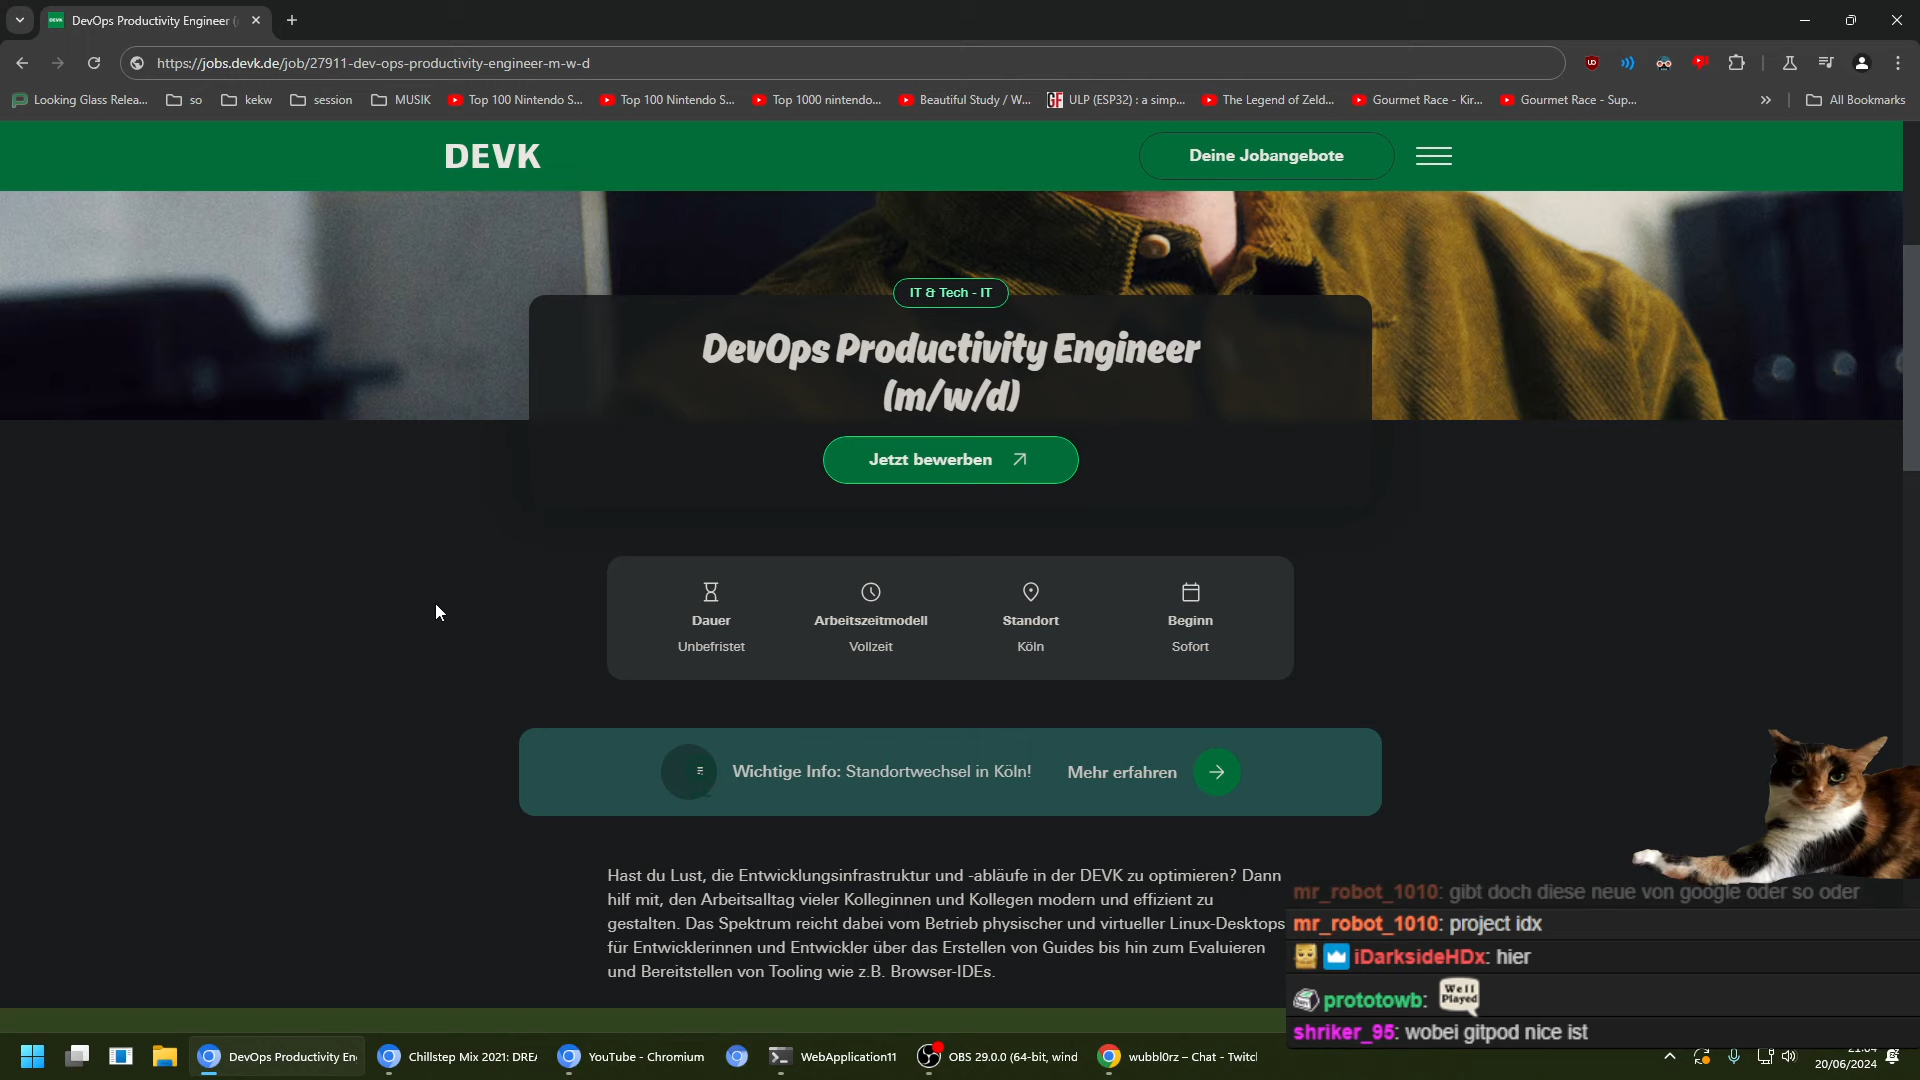 DevOps Productivity Engineer (
https://jobs.devk.de/job/27911-dev-ops-productivity-engineer-m-w-d
Looking Glass Relea...
so
kekw
session
MUSIK
Top 100 Nintendo S...
Top 100 Nintendo S...
Top 1000 nintendo...
Beautiful Study / W...
GF
ULP (ESP32) : a simp...
The Legend of Zeld...
Gourmet Race - Kir...
Gourmet Race - Sup...
All Bookmarks
DEVK
Deine Jobangebote
IT & Tech - IT
DevOps Productivity Engineer
(m/w/d)
Jetzt bewerben
Dauer
Unbefristet
Arbeitszeitmodell
Vollzeit
Standort
Köln
Beginn
Sofort
Wichtige Info: Standortwechsel in Köln!
Mehr erfahren
Hast du Lust, die Entwicklungsinfrastruktur und -abläufe in der DEVK zu optimieren? Dann
hilf mit, den Arbeitsalltag vieler Kolleginnen und Kollegen modern und effizient zu
gestalten. Das Spektrum reicht dabei vom Betrieb physischer und virtueller Linux-Desktops
für Entwicklerinnen und Entwickler über das Erstellen von Guides bis hin zum Evaluieren
und Bereitstellen von Tooling wie z.B. Browser-IDEs.
mr_robot_1010: gibt doch diese neue von google oder so oder
mr_robot_1010: project idx
iDarksideHDx: hier
prototowb: Well Played
shriker_95: wobei gitpod nice ist
DevOps Productivity En
Chillstep Mix 2021: DREA
YouTube - Chromium
WebApplication11
OBS 29.0.0 (64-bit, wind
wubbl0rz – Chat - Twitch
21:04
20/06/2024